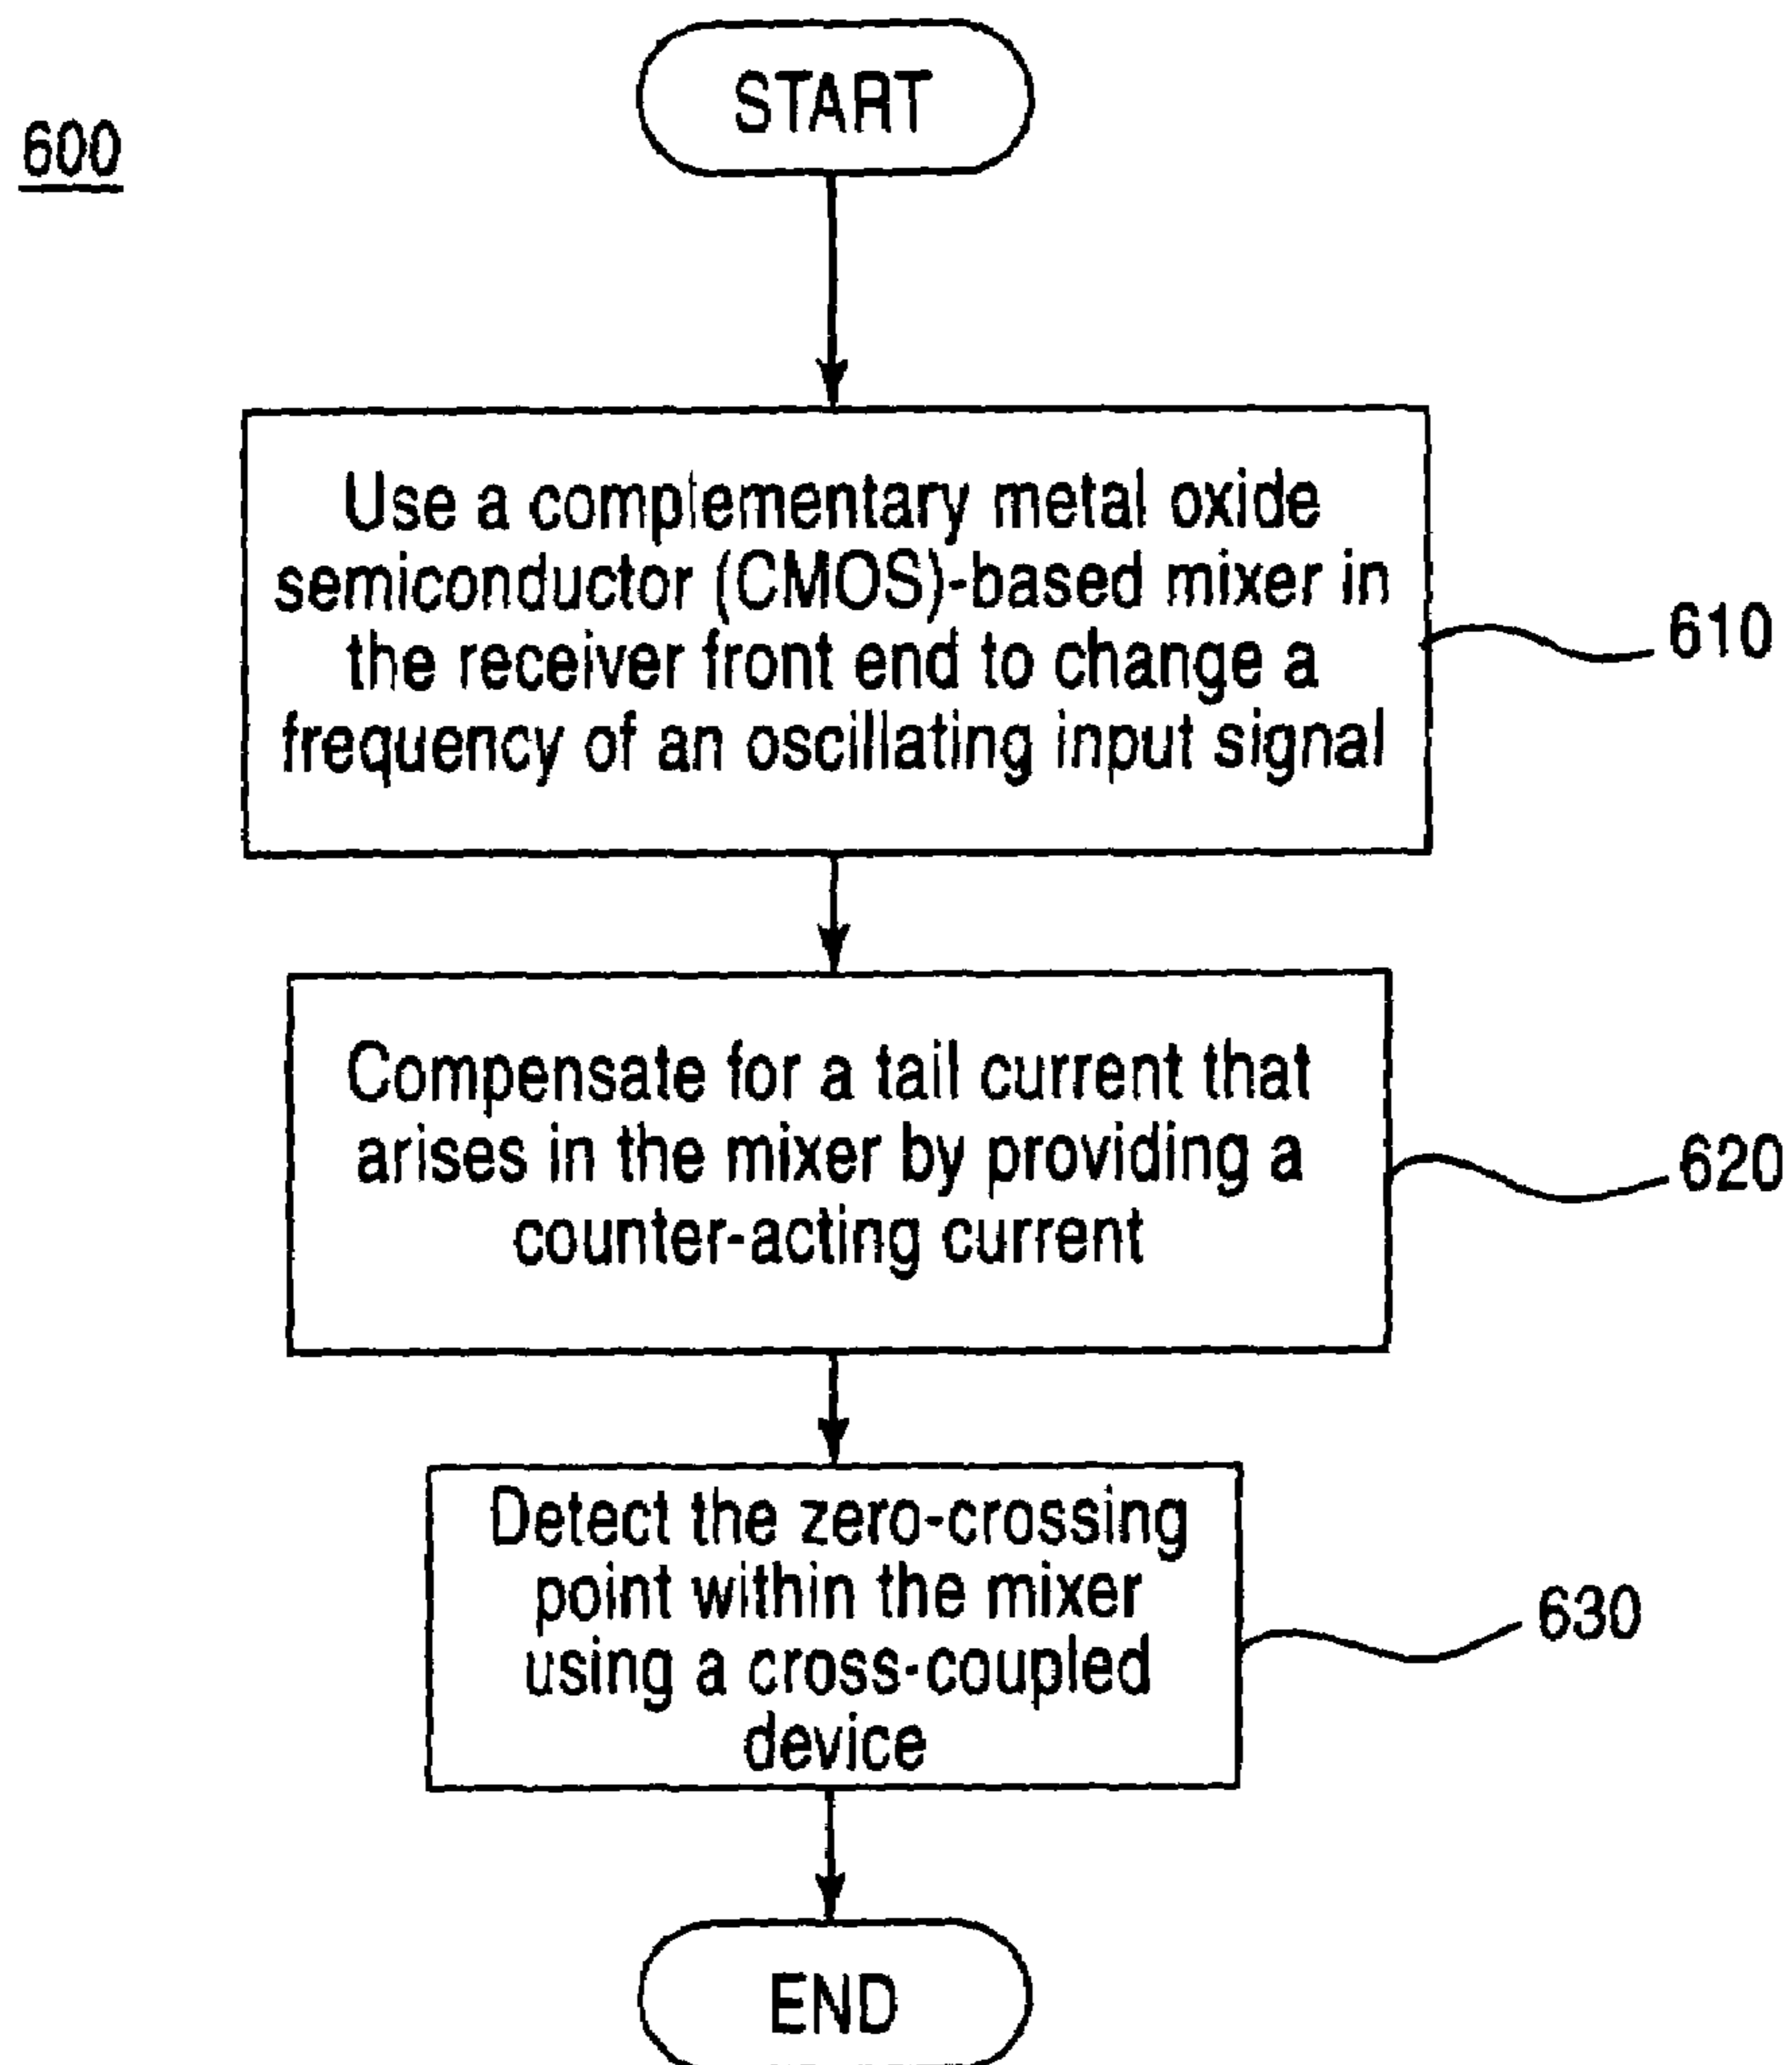 START
600
Use a complementary metal oxide
semiconductor (CMOS)-based mixer in
the receiver front end to change a
frequency of an oscillating input signal
610
Compensate for a tail current that
arises in the mixer by providing a
counter-acting current
620
Detect the zero-crossing
point within the mixer
using a cross-coupled
device
630
END